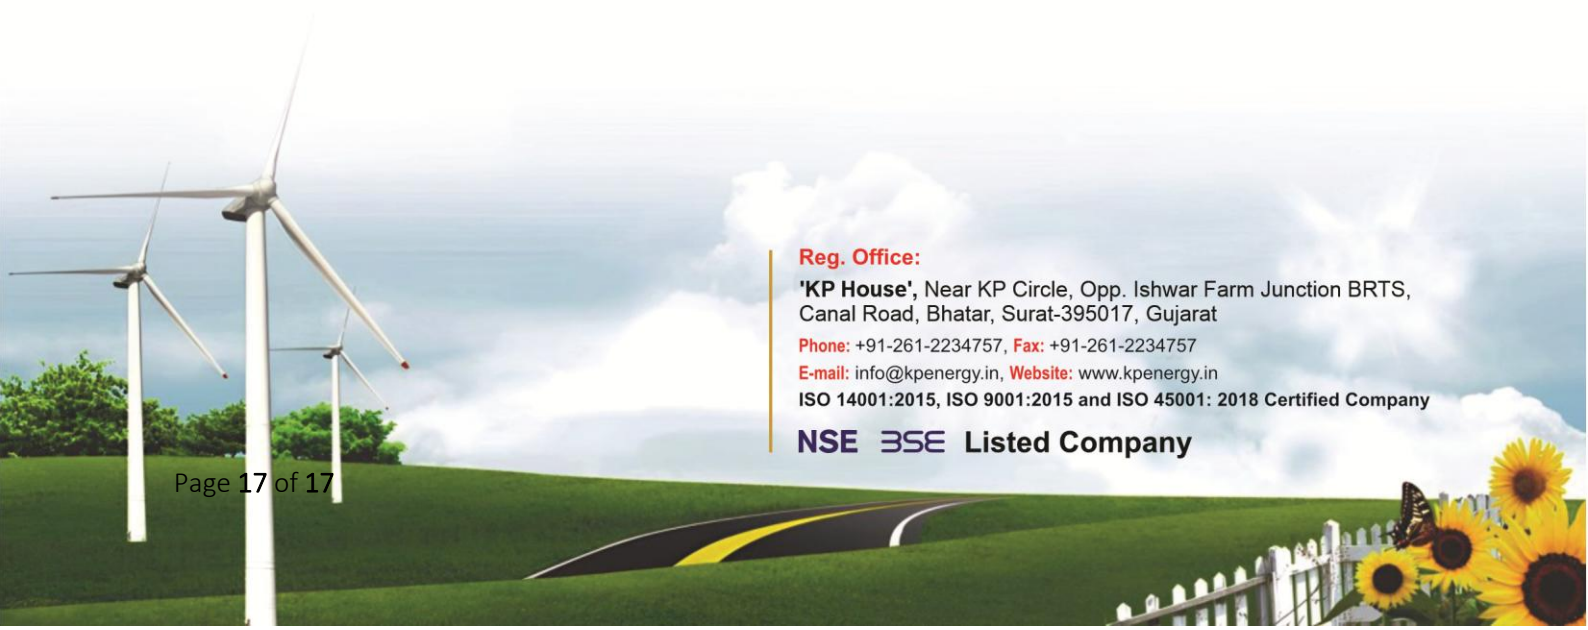 Reg. Office:
'KP House', Near KP Circle, Opp. Ishwar Farm Junction BRTS,
Canal Road, Bhatar, Surat-395017, Gujarat
Phone: +91-261-2234757, Fax: +91-261-2234757
E-mail: info@kpenergy.in, Website: www.kpenergy.in
ISO 14001:2015, ISO 9001:2015 and ISO 45001: 2018 Certified Company
NSE BSE Listed Company
Page 17 of 17